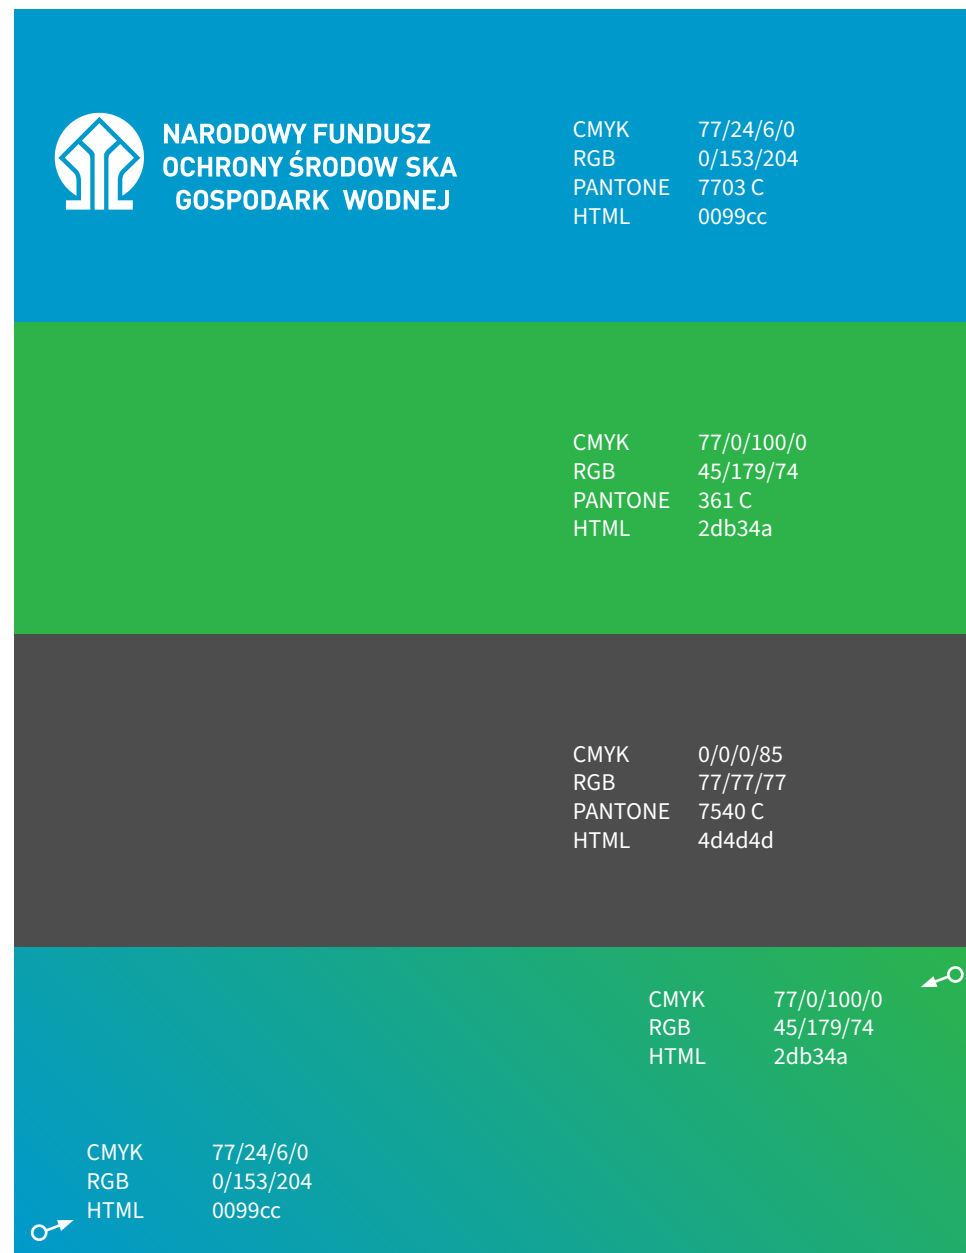 NARODOWY FUNDUSZ
OCHRONY ŚRODOW SKA
GOSPODARK WODNEJ
CMYK 77/24/6/0
RGB 0/153/204
PANTONE 7703 C
HTML 0099cc
CMYK 77/0/100/0
RGB 45/179/74
PANTONE 361 C
HTML 2db34a
CMYK 0/0/0/85
RGB 77/77/77
PANTONE 7540 C
HTML 4d4d4d
CMYK 77/0/100/0
RGB 45/179/74
HTML 2db34a
CMYK 77/24/6/0
RGB 0/153/204
HTML 0099cc